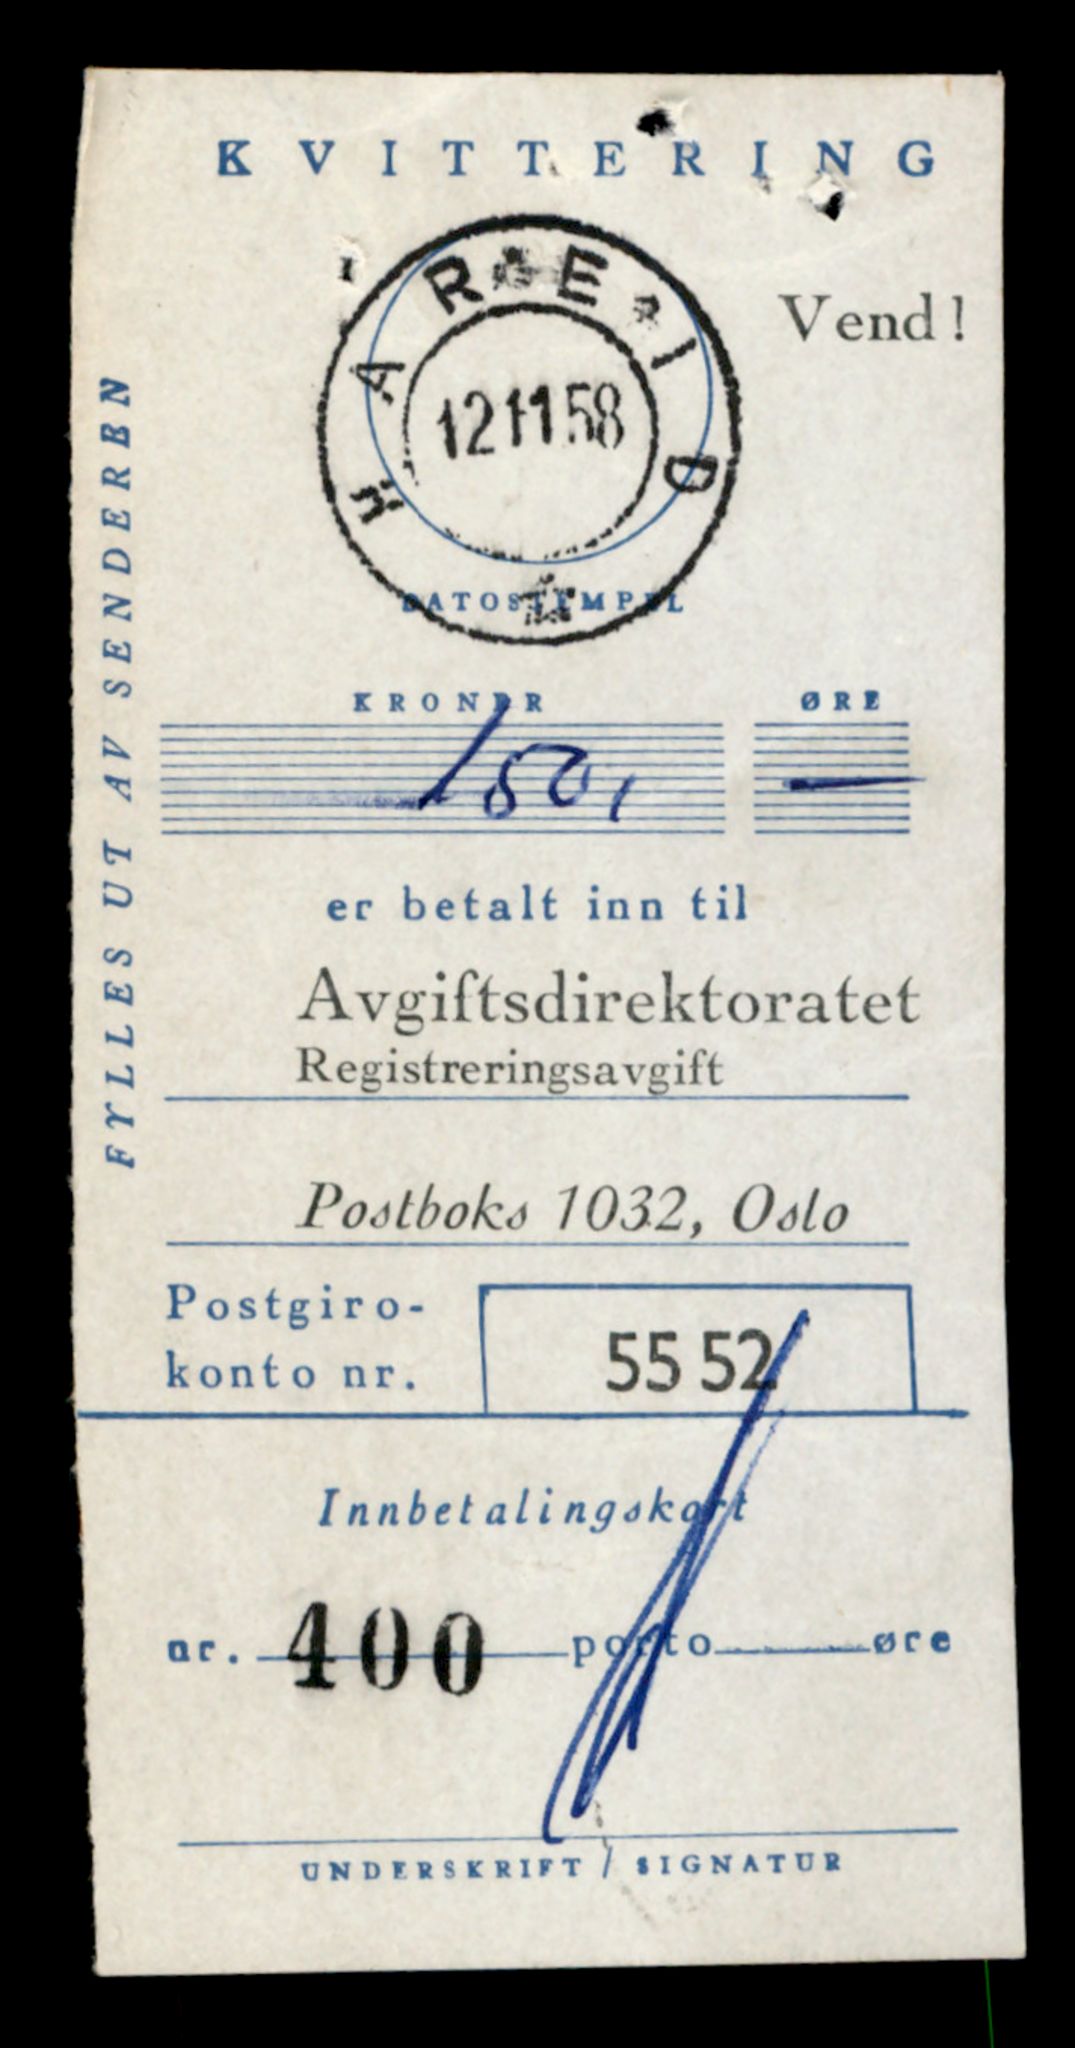 KVITTERING
Vend!
HAREID
12 11 58
DATOSTEMPEL
FYLLES UT AV SENDEREN
KRONER ØRE
150, —
er betalt inn til
Avgiftsdirektoratet
Registreringsavgift
Postboks 1032, Oslo
Postgiro-
konto nr. 55 52
Innbetalingskort
nr. 400 porto øre
UNDERSKRIFT / SIGNATUR